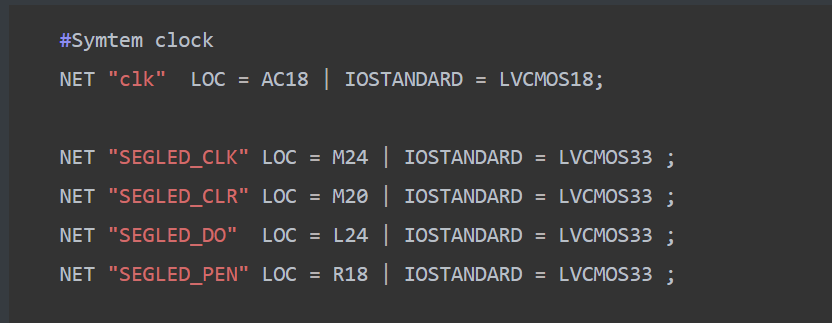 #Symtem clock
NET "clk"  LOC = AC18 | IOSTANDARD = LVCMOS18;
NET "SEGLED_CLK" LOC = M24 | IOSTANDARD = LVCMOS33 ;
NET "SEGLED_CLR" LOC = M20 | IOSTANDARD = LVCMOS33 ;
NET "SEGLED_DO"  LOC = L24 | IOSTANDARD = LVCMOS33 ;
NET "SEGLED_PEN" LOC = R18 | IOSTANDARD = LVCMOS33 ;